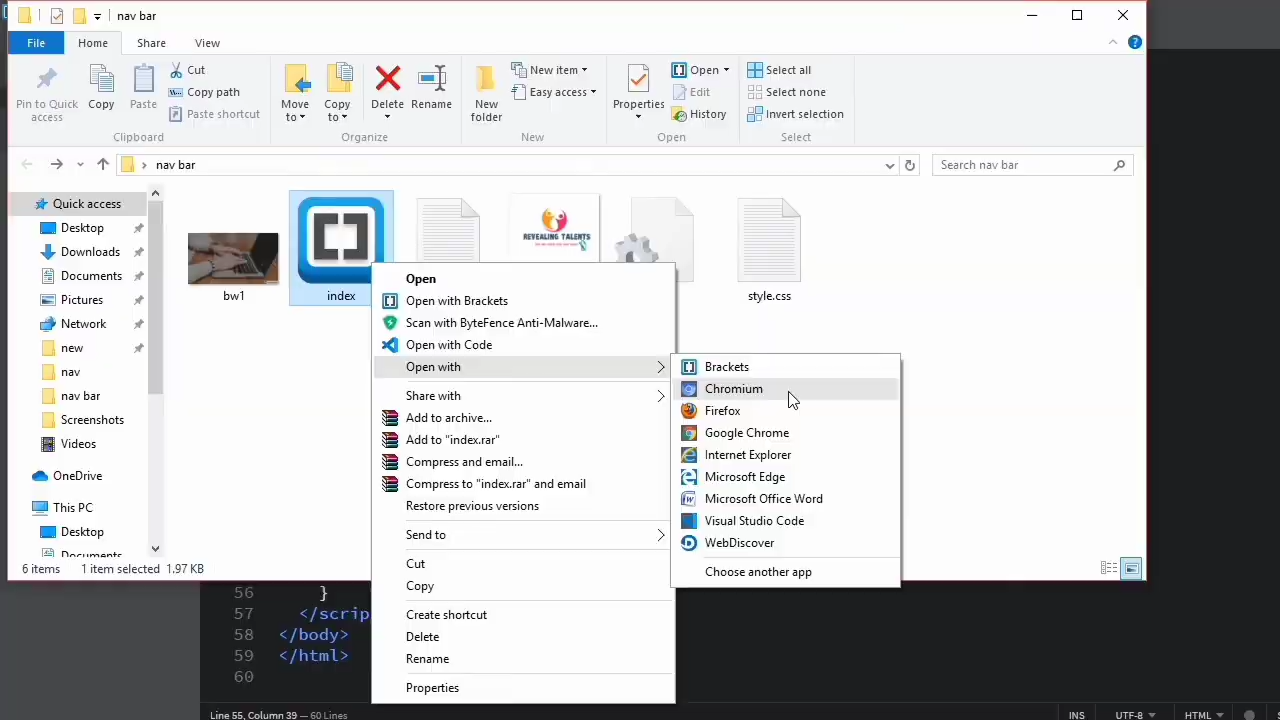 nav bar
File
Home
Share
View
Pin to Quick access
Copy
Paste
Cut
Copy path
Paste shortcut
Clipboard
Move to
Copy to
Delete
Rename
Organize
New folder
New item
Easy access
New
Properties
Open
Edit
History
Open
Select all
Select none
Invert selection
Select
nav bar
Search nav bar
Quick access
Desktop
Downloads
Documents
Pictures
Network
new
nav
nav bar
Screenshots
Videos
OneDrive
This PC
Desktop
Documents
bw1
index
REVEALING TALENTS
style.css
Open
Open with Brackets
Scan with ByteFence Anti-Malware...
Open with Code
Open with
Share with
Add to archive...
Add to "index.rar"
Compress and email...
Compress to "index.rar" and email
Restore previous versions
Send to
Cut
Copy
Create shortcut
Delete
Rename
Properties
Brackets
Chromium
Firefox
Google Chrome
Internet Explorer
Microsoft Edge
Microsoft Office Word
Visual Studio Code
WebDiscover
Choose another app
6 items 1 item selected 1.97 KB
56 }
57 </scrip
58 </body>
59 </html>
60
Line 55, Column 39 — 60 Lines
INS UTF-8 HTML